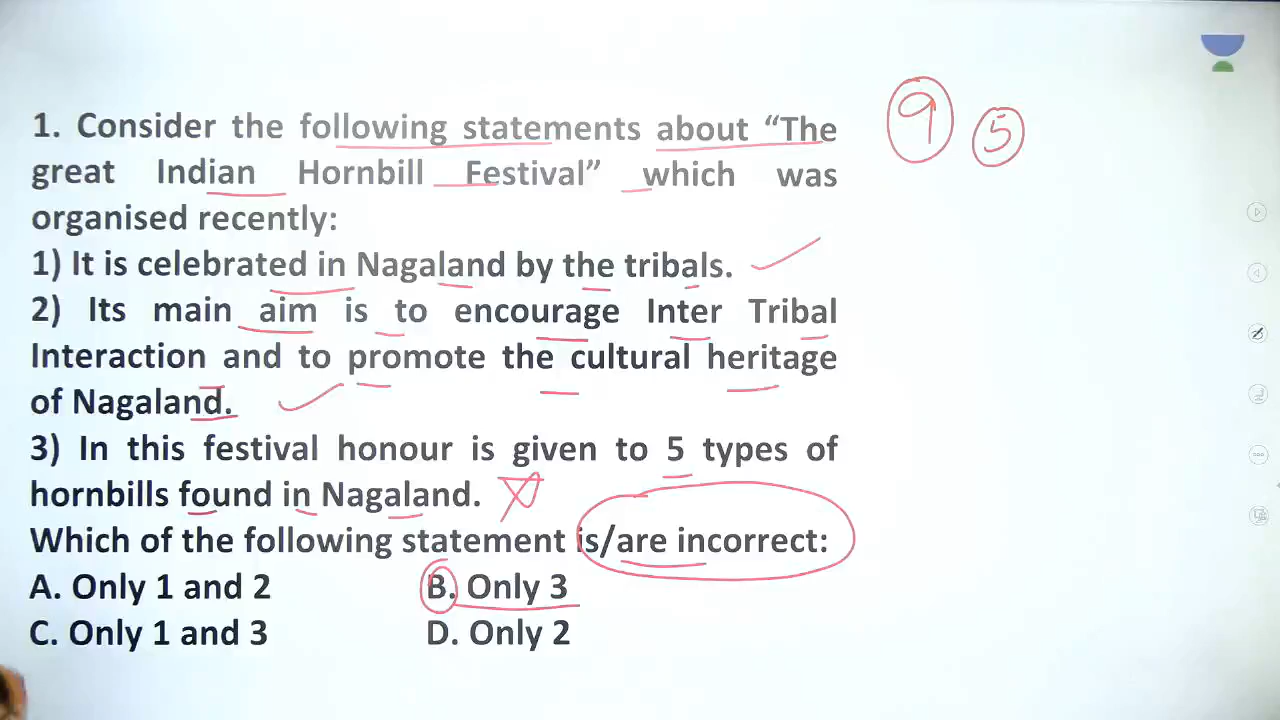 1. Consider the following statements about “The
great Indian Hornbill Festival” which was
organised recently:
1) It is celebrated in Nagaland by the tribals.
2) Its main aim is to encourage Inter Tribal
Interaction and to promote the cultural heritage
of Nagaland.
3) In this festival honour is given to 5 types of
hornbills found in Nagaland.
Which of the following statement is/are incorrect:
A. Only 1 and 2 B. Only 3
C. Only 1 and 3 D. Only 2
9 5